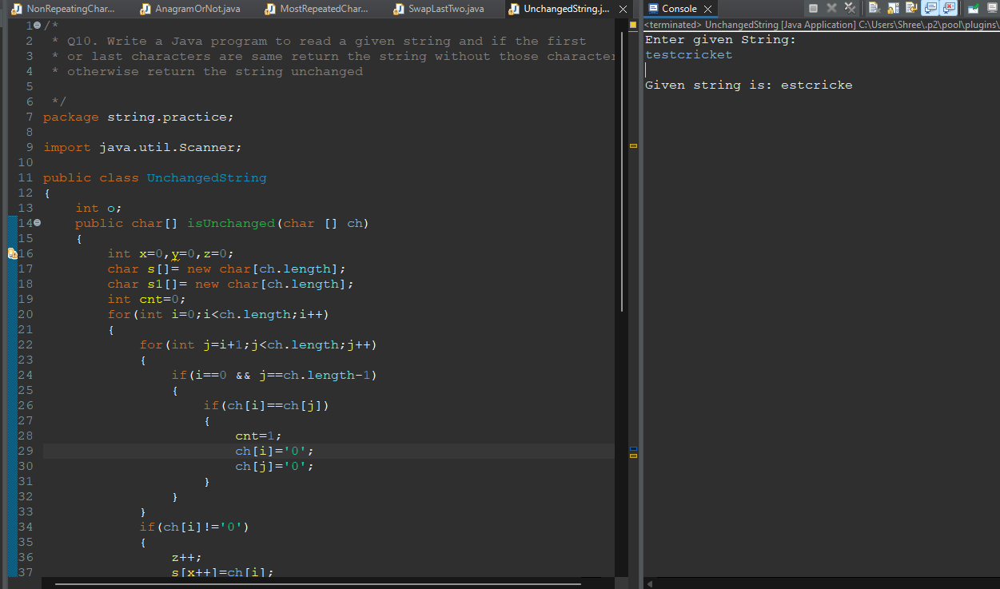 NonRepeatingChar... AnagramOrNot.java MostRepeatedChar... SwapLastTwo.java UnchangedString.j...
1 /*
2 * Q10. Write a Java program to read a given string and if the first
3 * or last characters are same return the string without those character
4 * otherwise return the string unchanged
5
6 */
7 package string.practice;
8
9 import java.util.Scanner;
10
11 public class UnchangedString
12 {
13 int o;
14 public char[] isUnchanged(char [] ch)
15 {
16 int x=0,y=0,z=0;
17 char s[]= new char[ch.length];
18 char s1[]= new char[ch.length];
19 int cnt=0;
20 for(int i=0;i<ch.length;i++)
21 {
22 for(int j=i+1;j<ch.length;j++)
23 {
24 if(i==0 && j==ch.length-1)
25 {
26 if(ch[i]==ch[j])
27 {
28 cnt=1;
29 ch[i]='0';
30 ch[j]='0';
31 }
32 }
33 }
34 if(ch[i]!='0')
35 {
36 z++;
37 s[x++]=ch[i];
Console
<terminated> UnchangedString [Java Application] C:\Users\Shree\.p2\pool\plugins\
Enter given String:
testcricket
Given string is: estcricke